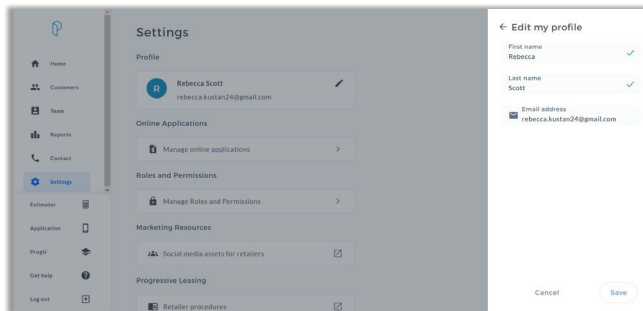 Home
Customers
Team
Reports
Contact
Settings
Estimator
Application
ProgU
Get help
Log out
Settings
Profile
R
Rebecca Scott
rebecca.kustan24@gmail.com
Online Applications
Manage online applications
Roles and Permissions
Manage Roles and Permissions
Marketing Resources
Social media assets for retailers
Progressive Leasing
Retailer procedures
Edit my profile
First name
Rebecca
Last name
Scott
Email address
rebecca.kustan24@gmail.com
Cancel
Save